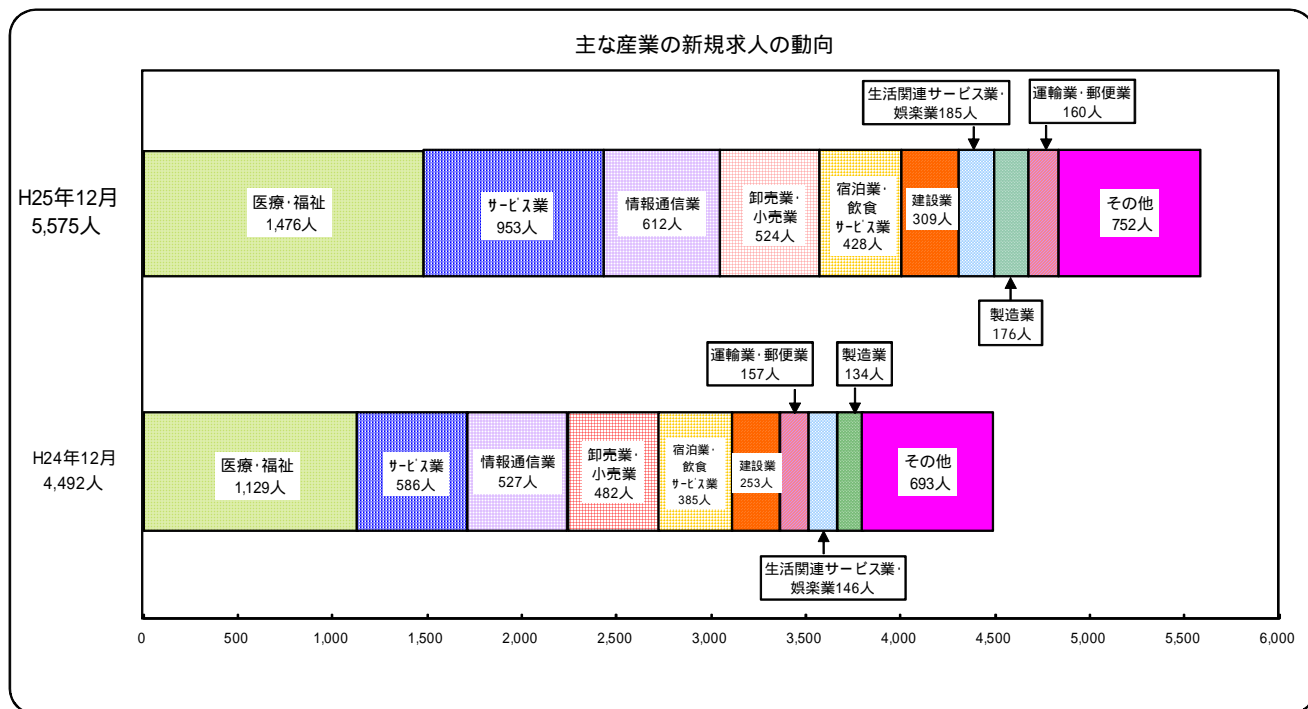 主な産業の新規求人の動向
生活関連サービス業・
娯楽業185人
運輸業・郵便業
160人
H25年12月
5,575人
医療・福祉
1,476人
サービス業
953人
情報通信業
612人
卸売業・
小売業
524人
宿泊業・
飲食
サービス業
428人
建設業
309人
その他
752人
製造業
176人
運輸業・郵便業
157人
製造業
134人
H24年12月
4,492人
医療・福祉
1,129人
サービス業
586人
情報通信業
527人
卸売業・
小売業
482人
宿泊業・
飲食
サービス業
385人
建設業
253人
その他
693人
生活関連サービス業・
娯楽業146人
0 500 1,000 1,500 2,000 2,500 3,000 3,500 4,000 4,500 5,000 5,500 6,000